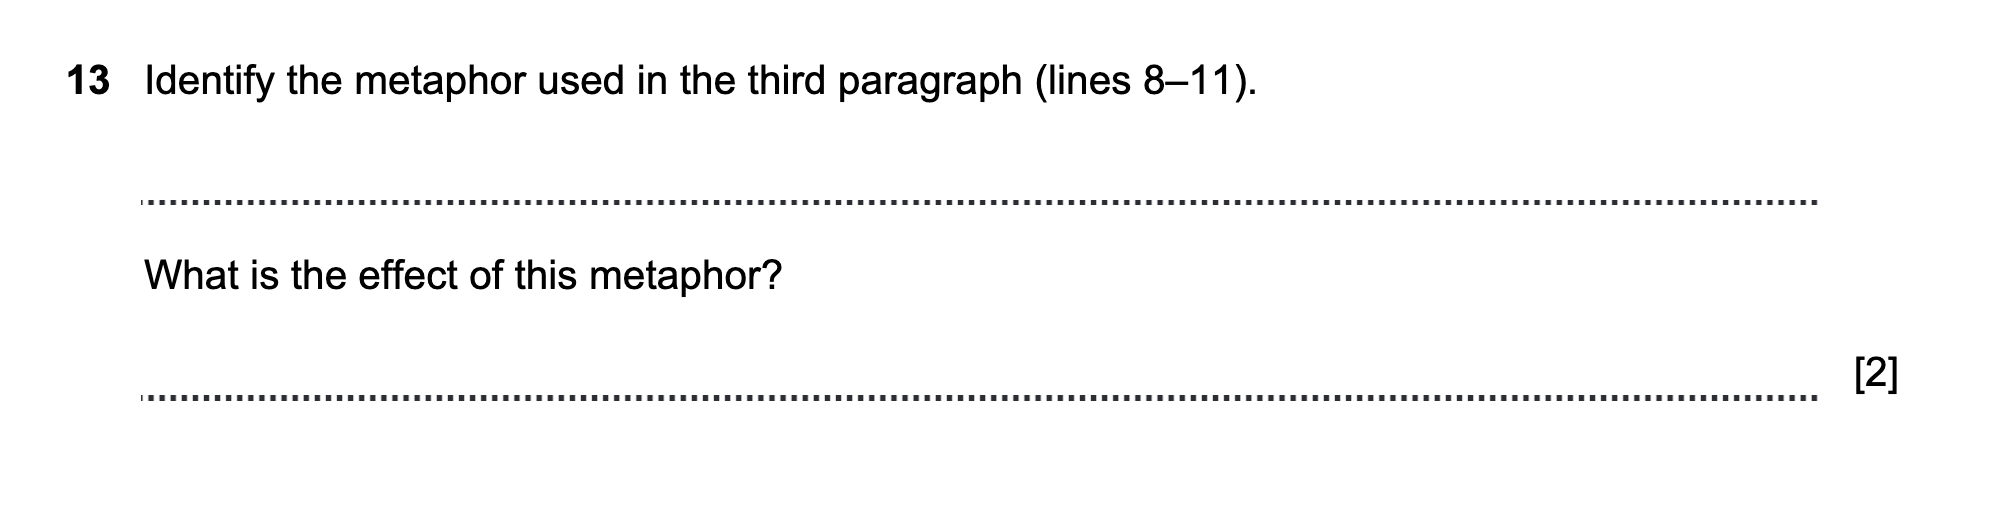 13 Identify the metaphor used in the third paragraph (lines 8–11).
What is the effect of this metaphor?
[2]